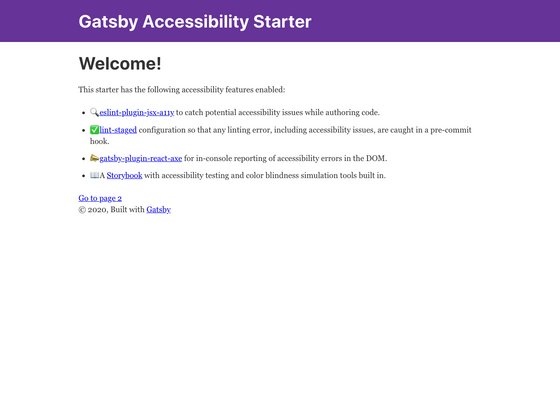 Gatsby Accessibility Starter
Welcome!
This starter has the following accessibility features enabled:
• 🔍eslint-plugin-jsx-a11y to catch potential accessibility issues while authoring code.
• ✅lint-staged configuration so that any linting error, including accessibility issues, are caught in a pre-commit
hook.
• 📣gatsby-plugin-react-axe for in-console reporting of accessibility errors in the DOM.
• 📖A Storybook with accessibility testing and color blindness simulation tools built in.
Go to page 2
© 2020, Built with Gatsby